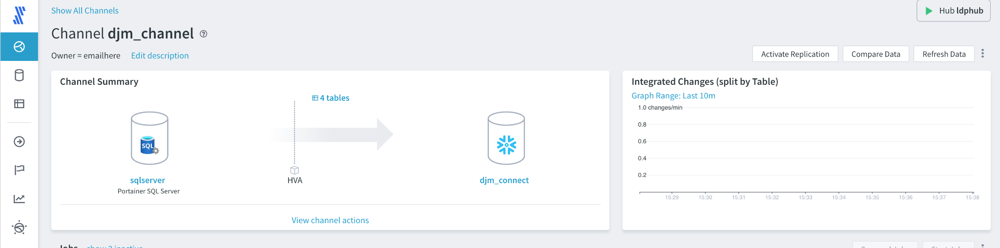 Show All Channels
Hub ldphub
Channel djm_channel
Owner = emailhere Edit description
Activate Replication Compare Data Refresh Data
Channel Summary
4 tables
SQL
sqlserver
Portainer SQL Server
HVA
djm_connect
View channel actions
Integrated Changes (split by Table)
Graph Range: Last 10m
1.0 changes/min
0.8
0.6
0.4
0.2
15:29 15:30 15:31 15:32 15:33 15:34 15:35 15:36 15:37 15:38
Jobs